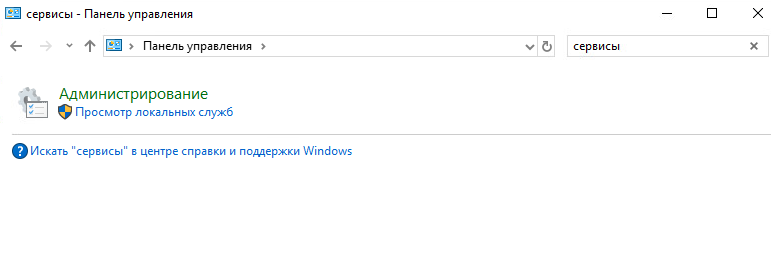 сервисы - Панель управления
Панель управления
сервисы
Администрирование
Просмотр локальных служб
Искать "сервисы" в центре справки и поддержки Windows